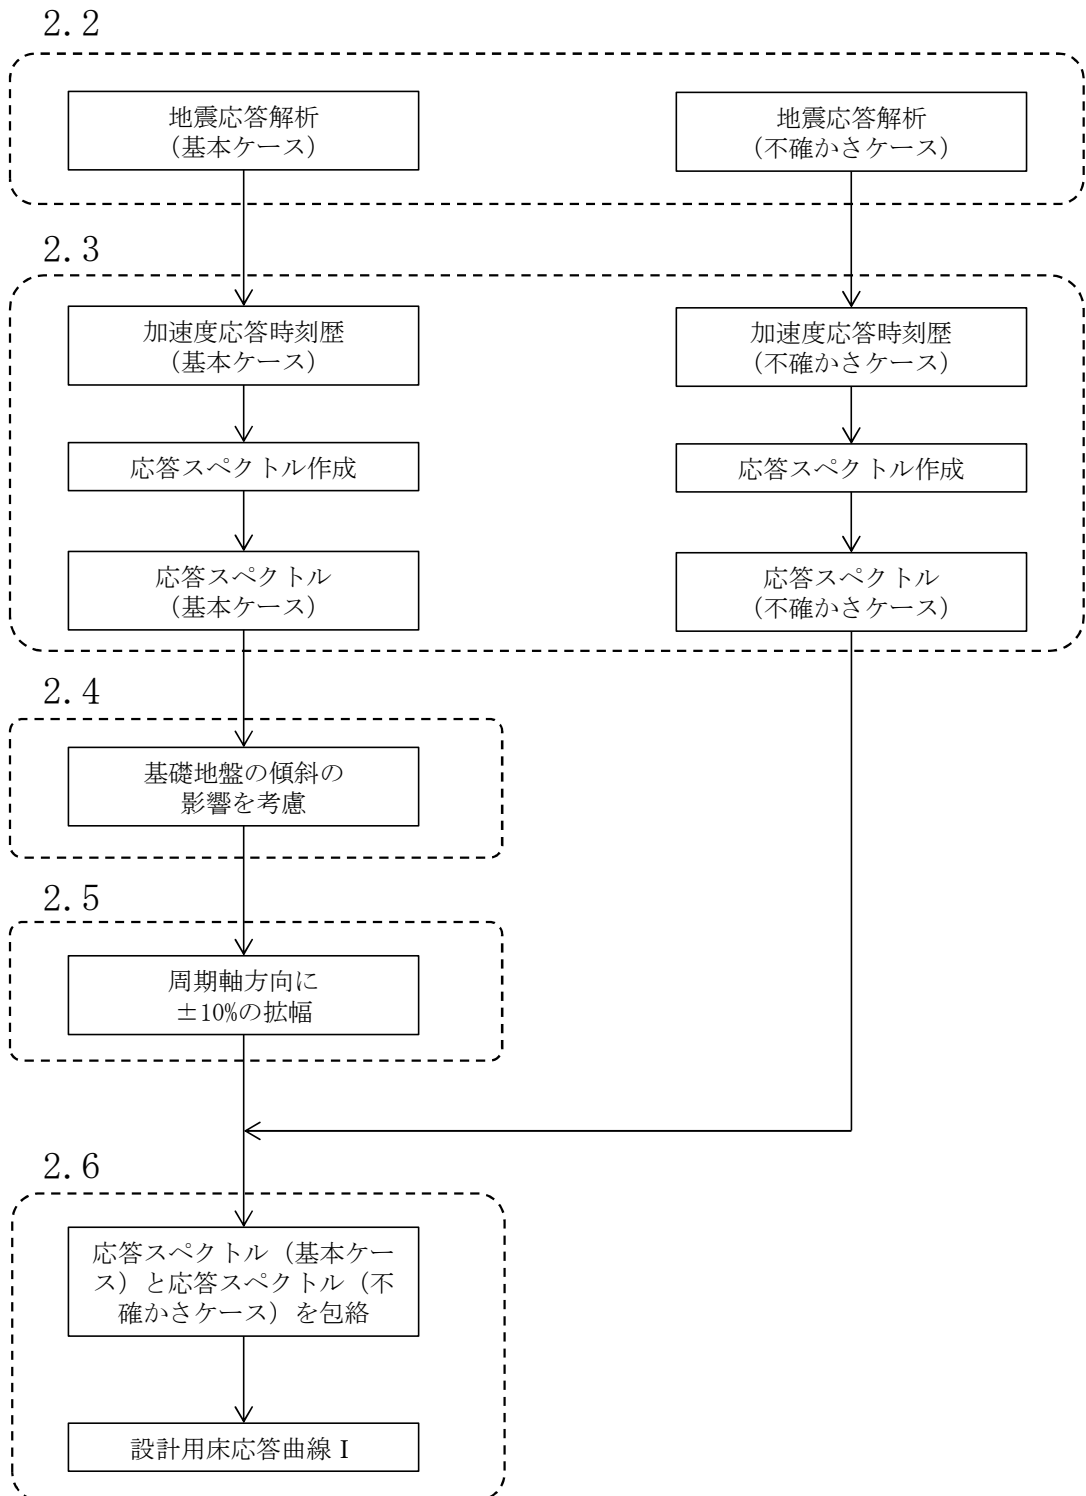 2.2
地震応答解析
(基本ケース)
地震応答解析
(不確かさケース)
2.3
加速度応答時刻歴
(基本ケース)
加速度応答時刻歴
(不確かさケース)
応答スペクトル作成
応答スペクトル作成
応答スペクトル
(基本ケース)
応答スペクトル
(不確かさケース)
2.4
基礎地盤の傾斜の
影響を考慮
2.5
周期軸方向に
±10%の拡幅
2.6
応答スペクトル(基本ケー
ス)と応答スペクトル(不
確かさケース)を包絡
設計用床応答曲線Ⅰ